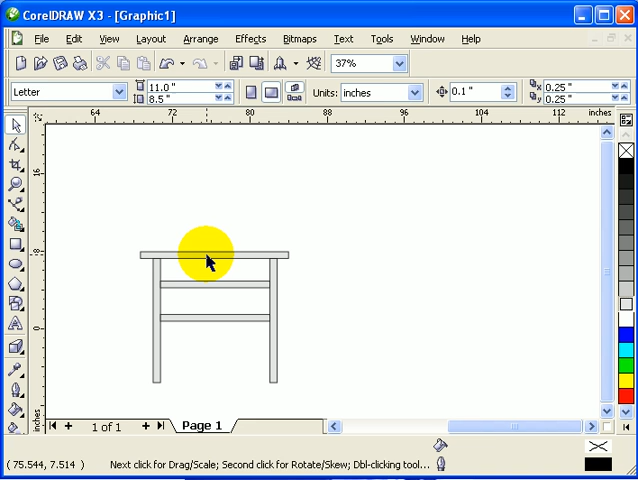 CorelDRAW X3 - [Graphic1]
File Edit View Layout Arrange Effects Bitmaps Text Tools Window Help
37%
Letter 11.0 " 8.5 " Units: inches 0.1 " 0.25 " 0.25 "
64 72 80 88 96 104 112 inches
16
8
0
inches
1 of 1 Page 1
(75.544, 7.514 ) Next click for Drag/Scale; Second click for Rotate/Skew; Dbl-clicking tool...